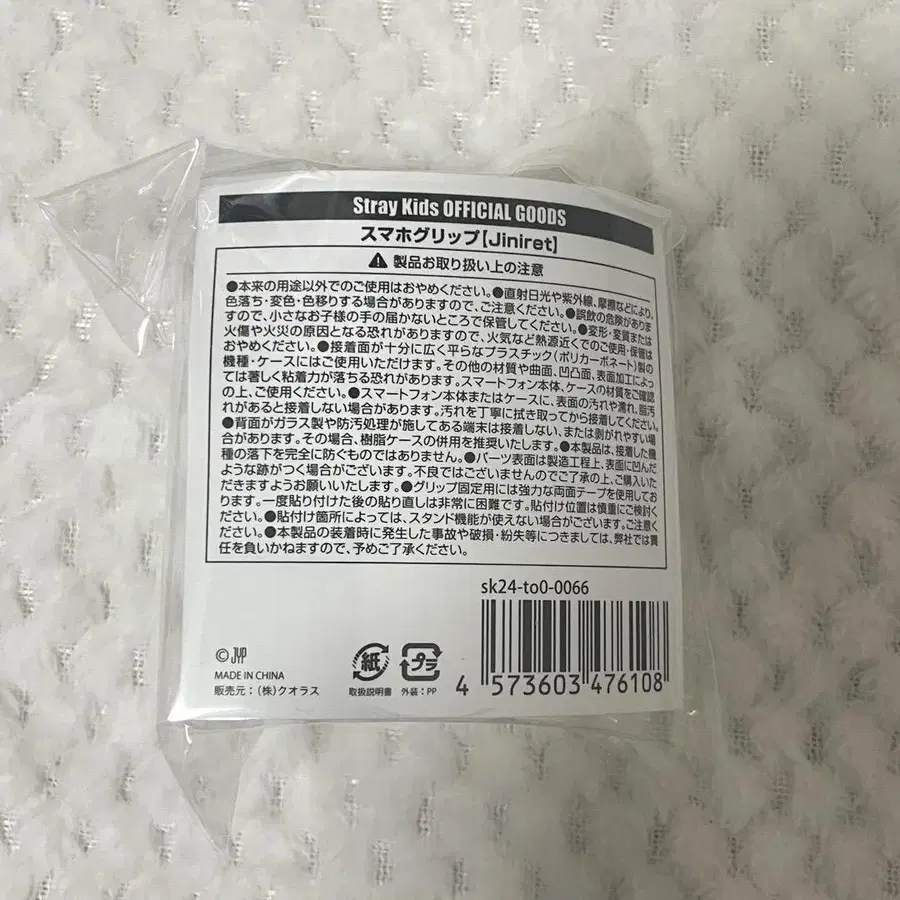 Stray Kids OFFICIAL GOODS
スマホグリップ【Jiniret】
製品お取り扱い上の注意
●本来の用途以外でのご使用はおやめください。●直射日光や紫外線、摩擦などにより、
色落ち・変色・色移りする場合がありますので、ご注意ください。●誤飲の危険がありま
すので、小さなお子様の手の届かないところで保管してください。●変形・変質または
火傷や火災の原因となる恐れがありますので、火気など熱源近くでのご使用・保管は
おやめください。●接着面が十分に広く平らなプラスチック(ポリカーボネート)製の
機種・ケースにはご使用いただけます。その他の材質や曲面、凹凸面、表面加工によっ
ては著しく粘着力が落ちる恐れがあります。スマートフォン本体、ケースの材質をご確認
の上、ご使用ください。●スマートフォン本体またはケースに、表面の汚れや濡れ、脂汚
れがあると接着しない場合があります。汚れを丁寧に拭き取ってから接着してください。
●背面がガラス製や防汚処理が施してある端末は接着しない、または剥がれやすい場
合があります。その場合、樹脂ケースの併用を推奨いたします。●本製品は、接着した機
種の落下を完全に防ぐものではありません。●パーツ表面は製造工程上、表面に凹んだ
ような跡がつく場合がございます。不良ではございませんのでご了承の上、ご購入いた
だきますようお願いいたします。●グリップ固定用には強力な両面テープを使用してお
ります。一度貼り付けた後の貼り直しは非常に困難です。貼付け位置は慎重にご検討く
ださい。●貼付け箇所によっては、スタンド機能が使えない場合がございます。ご注意く
ださい。●本製品の装着時に発生した事故や破損・紛失等につきましては、弊社では責
任を負いかねますので、予めご了承ください。
sk24-to0-0066
©JYP
MADE IN CHINA
販売元：(株)クオラス
紙
取扱説明書
プラ
外装：PP
4 573603 476108